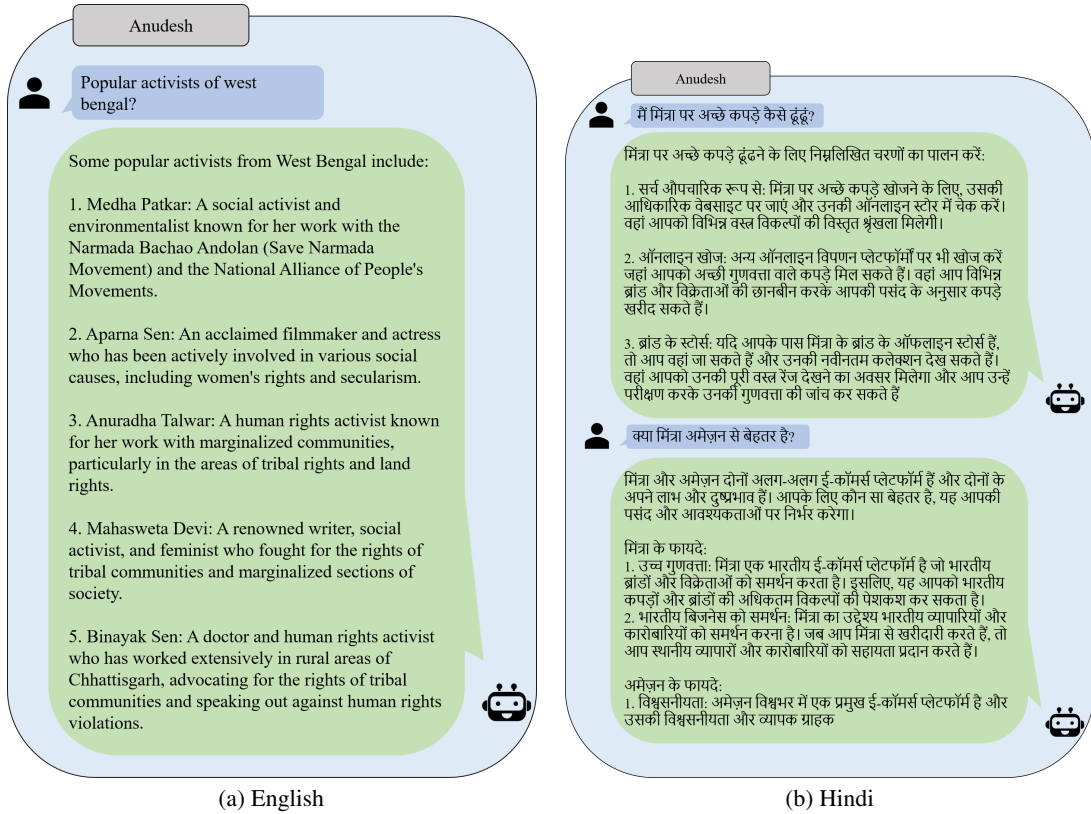 Anudesh
Popular activists of west
bengal?
Some popular activists from West Bengal include:
1. Medha Patkar: A social activist and
environmentalist known for her work with the
Narmada Bachao Andolan (Save Narmada
Movement) and the National Alliance of People's
Movements.
2. Aparna Sen: An acclaimed filmmaker and actress
who has been actively involved in various social
causes, including women's rights and secularism.
3. Anuradha Talwar: A human rights activist known
for her work with marginalized communities,
particularly in the areas of tribal rights and land
rights.
4. Mahasweta Devi: A renowned writer, social
activist, and feminist who fought for the rights of
tribal communities and marginalized sections of
society.
5. Binayak Sen: A doctor and human rights activist
who has worked extensively in rural areas of
Chhattisgarh, advocating for the rights of tribal
communities and speaking out against human rights
violations.
(a) English
Anudesh
मैं मिंत्रा पर अच्छे कपड़े कैसे ढूंढूं?
मिंत्रा पर अच्छे कपड़े ढूंढने के लिए निम्नलिखित चरणों का पालन करें:
1. सर्च औपचारिक रूप से: मिंत्रा पर अच्छे कपड़े खोजने के लिए, उसकी
आधिकारिक वेबसाइट पर जाएं और उनकी ऑनलाइन स्टोर में चेक करें।
वहां आपको विभिन्न वस्त्र विकल्पों की विस्तृत श्रृंखला मिलेगी।
2. ऑनलाइन खोज: अन्य ऑनलाइन विपणन प्लेटफॉर्मों पर भी खोज करें
जहां आपको अच्छी गुणवत्ता वाले कपड़े मिल सकते हैं। वहां आप विभिन्न
ब्रांड और विक्रेताओं की छानबीन करके आपकी पसंद के अनुसार कपड़े
खरीद सकते हैं।
3. ब्रांड के स्टोर्स: यदि आपके पास मिंत्रा के ब्रांड के ऑफलाइन स्टोर्स हैं,
तो आप वहां जा सकते हैं और उनकी नवीनतम कलेक्शन देख सकते हैं।
वहां आपको उनकी पूरी वस्त्र रेंज देखने का अवसर मिलेगा और आप उन्हें
परीक्षण करके उनकी गुणवत्ता की जांच कर सकते हैं
क्या मिंत्रा अमेज़न से बेहतर है?
मिंत्रा और अमेज़न दोनों अलग-अलग ई-कॉमर्स प्लेटफॉर्म हैं और दोनों के
अपने लाभ और दुष्प्रभाव हैं। आपके लिए कौन सा बेहतर है, यह आपकी
पसंद और आवश्यकताओं पर निर्भर करेगा।
मिंत्रा के फायदे:
1. उच्च गुणवत्ता: मिंत्रा एक भारतीय ई-कॉमर्स प्लेटफॉर्म है जो भारतीय
ब्रांडों और विक्रेताओं को समर्थन करता है। इसलिए, यह आपको भारतीय
कपड़ों और ब्रांडों की अधिकतम विकल्पों की पेशकश कर सकता है।
2. भारतीय बिजनेस को समर्थन: मिंत्रा का उद्देश्य भारतीय व्यापारियों और
कारोबारियों को समर्थन करना है। जब आप मिंत्रा से खरीदारी करते हैं, तो
आप स्थानीय व्यापारों और कारोबारियों को सहायता प्रदान करते हैं।
अमेज़न के फायदे:
1. विश्वसनीयता: अमेज़न विश्वभर में एक प्रमुख ई-कॉमर्स प्लेटफॉर्म है और
उसकी विश्वसनीयता और व्यापक ग्राहक
(b) Hindi